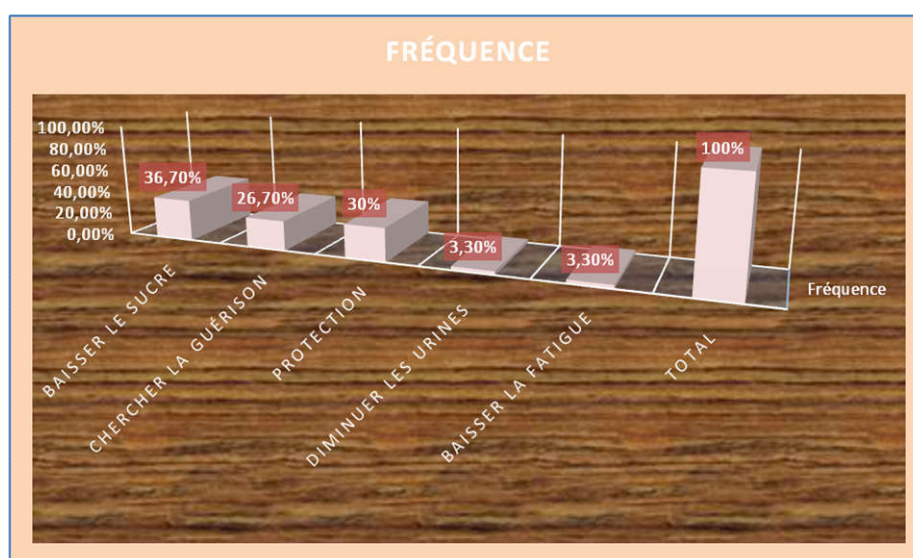 FRÉQUENCE
100,00%
80,00%
60,00%
40,00%
20,00%
0,00%
36,70%
26,70%
30%
3,30%
3,30%
100%
BAISSER LE SUCRE
CHERCHER LA GUÉRISON
PROTECTION
DIMINUER LES URINES
BAISSER LA FATIGUE
TOTAL
Fréquence